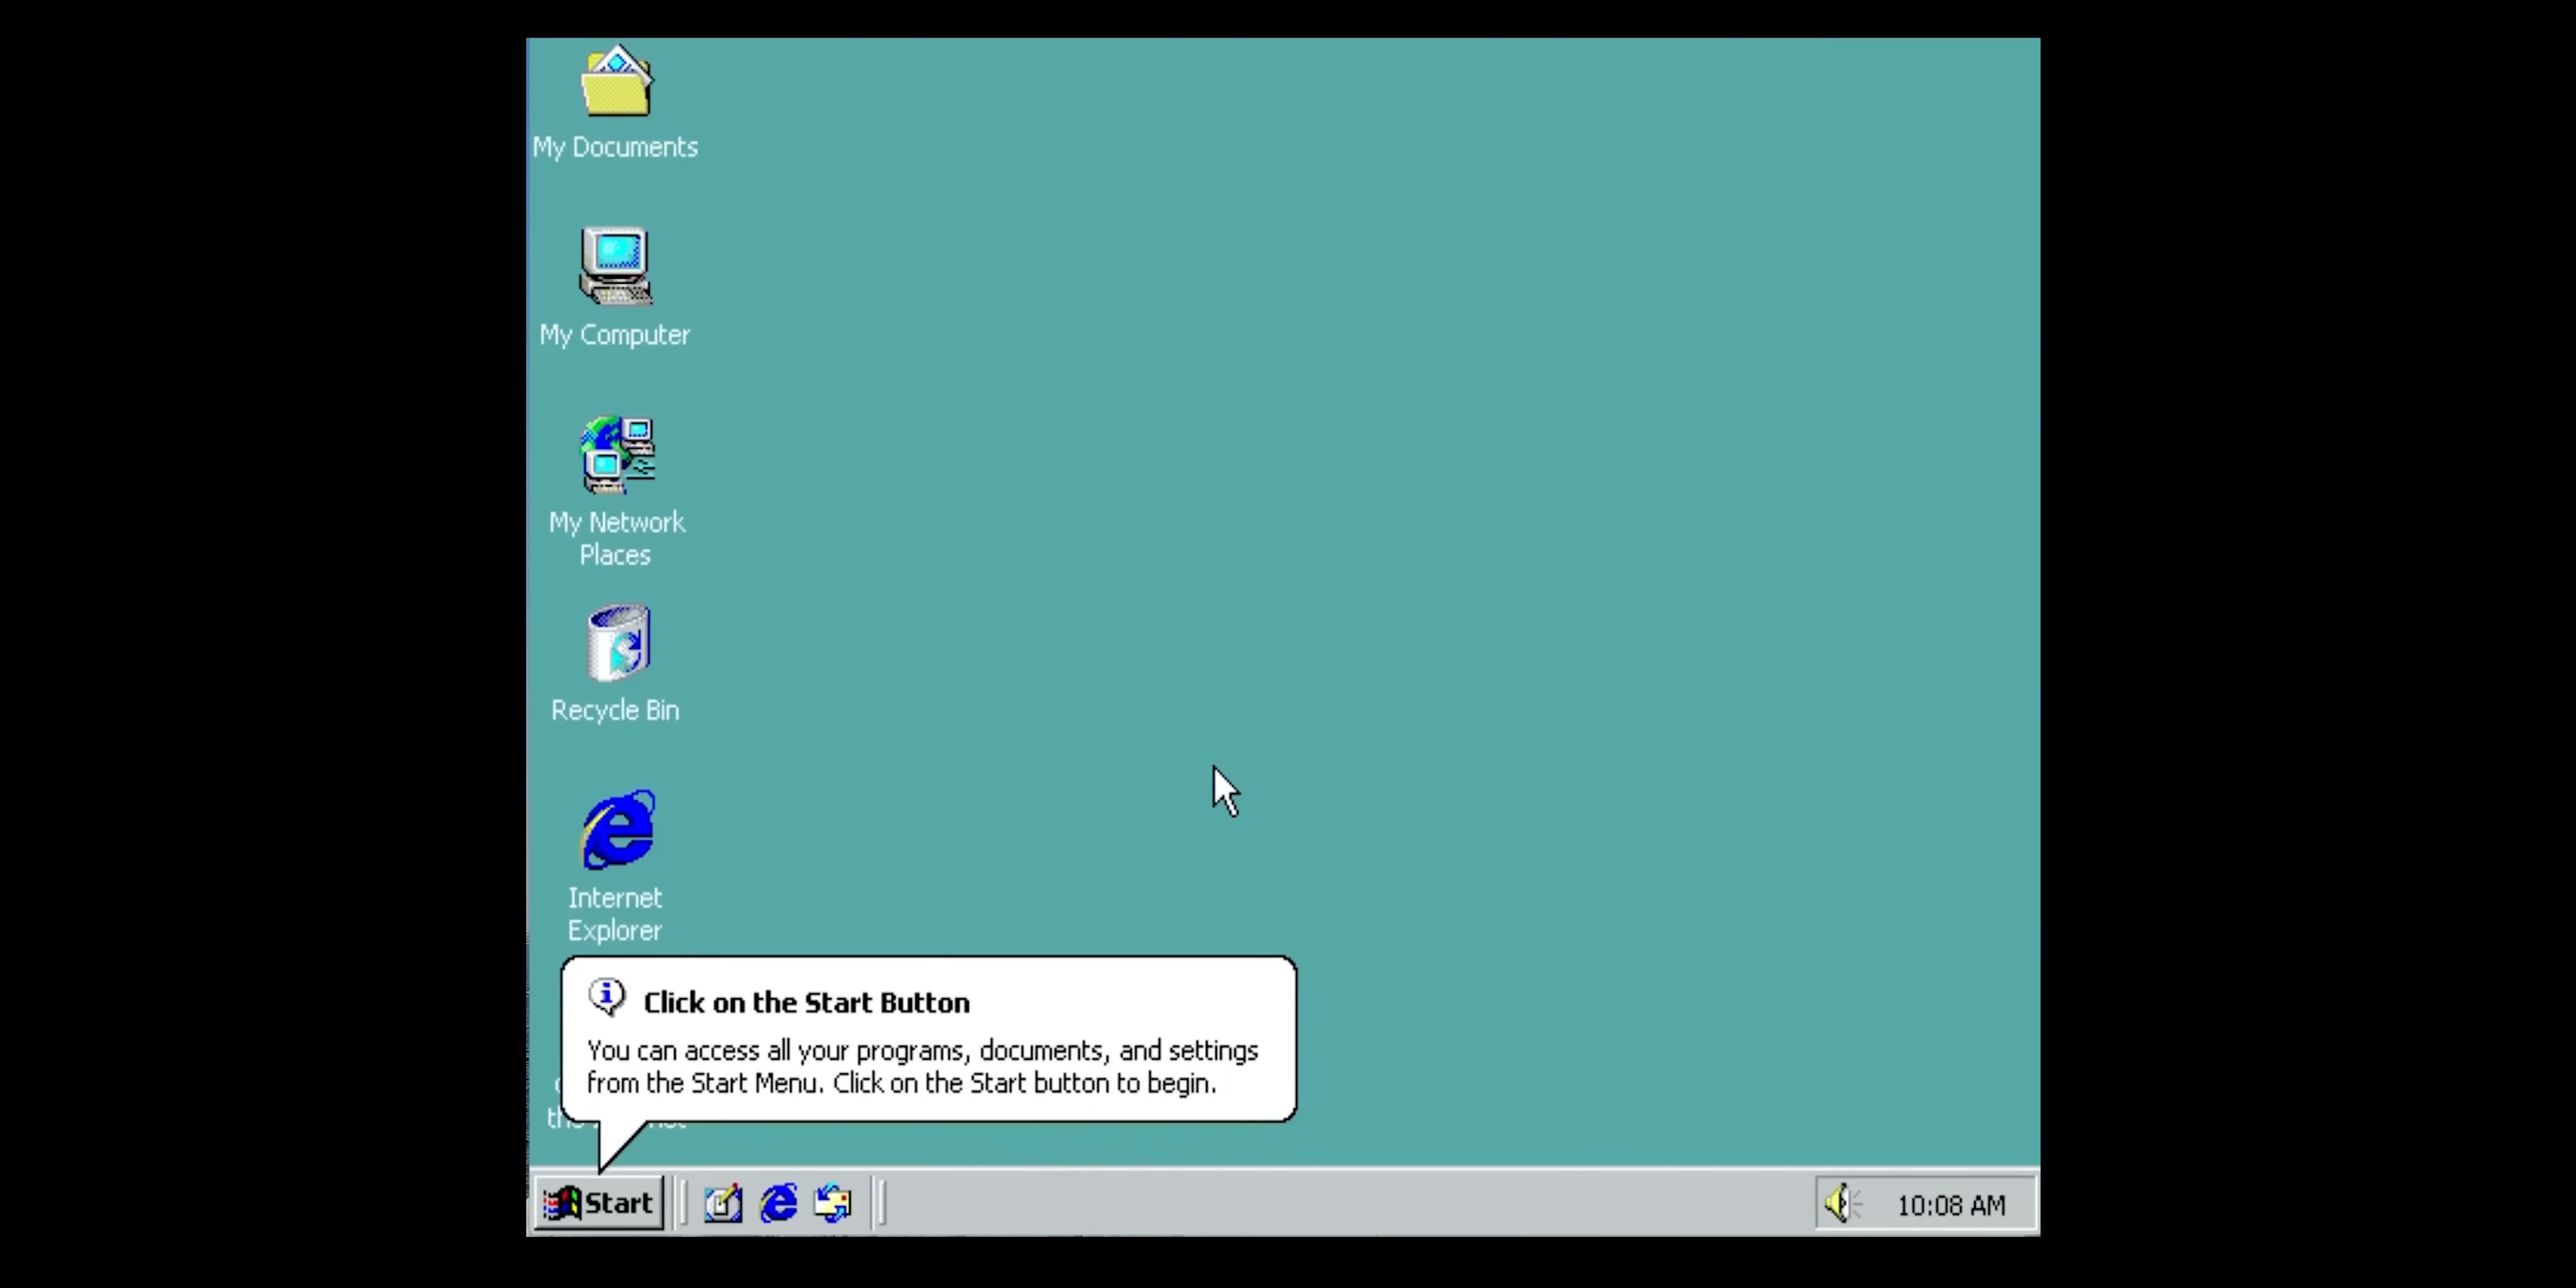 My Documents
My Computer
My Network
Places
Recycle Bin
Internet
Explorer
Click on the Start Button
You can access all your programs, documents, and settings
from the Start Menu. Click on the Start button to begin.
Start
10:08 AM